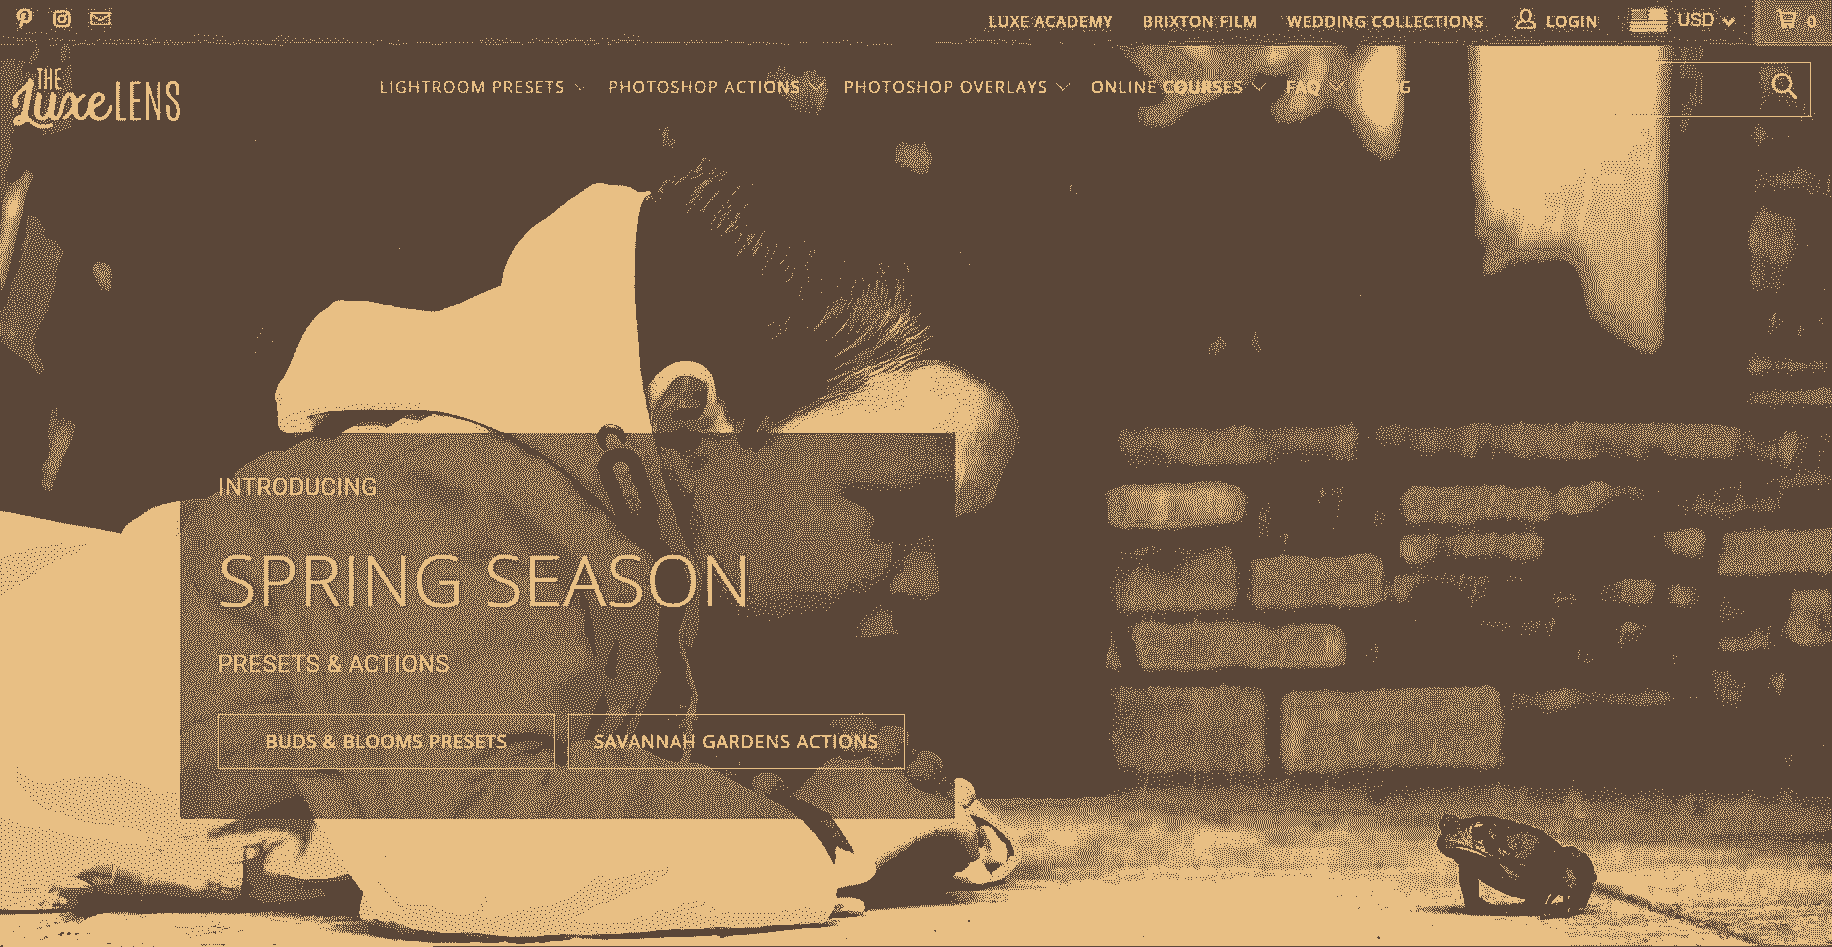 LUXE ACADEMY BRIXTON FILM WEDDING COLLECTIONS LOGIN USD 0
THE
Luxe LENS
LIGHTROOM PRESETS PHOTOSHOP ACTIONS PHOTOSHOP OVERLAYS ONLINE COURSES FAQ
INTRODUCING
SPRING SEASON
PRESETS & ACTIONS
BUDS & BLOOMS PRESETS SAVANNAH GARDENS ACTIONS